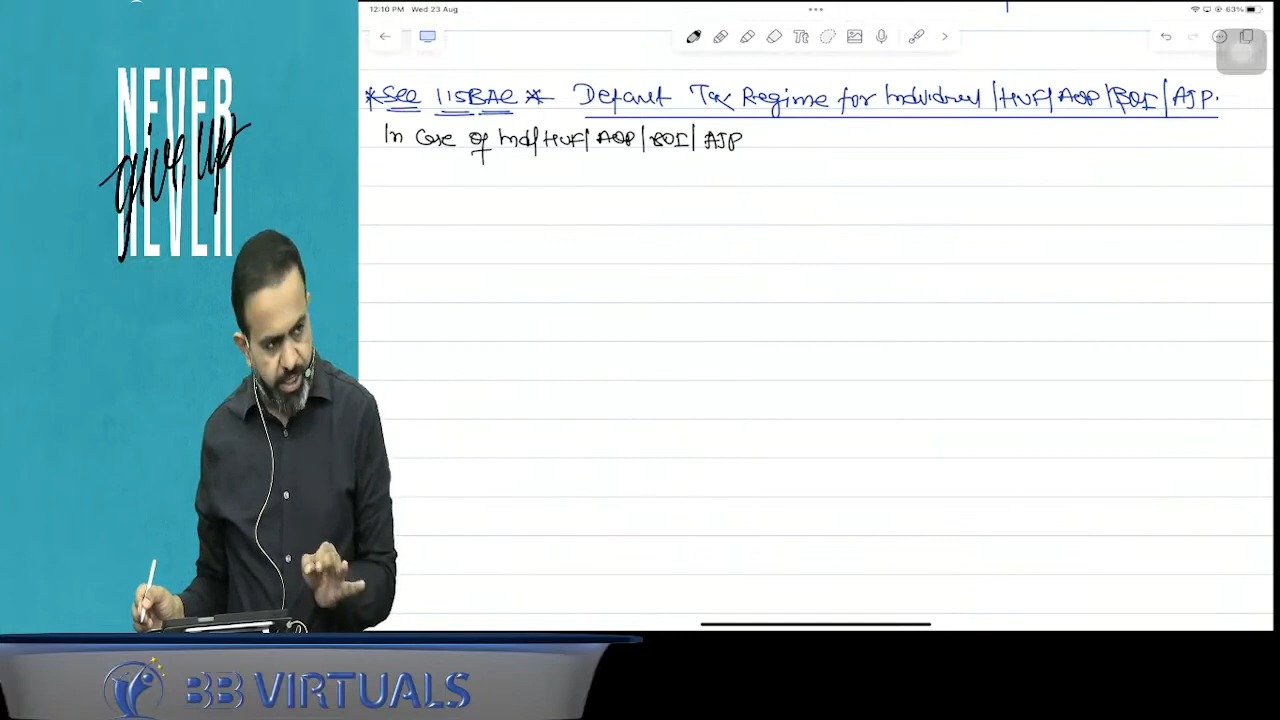 12:10 PM Wed 23 Aug
63%
NEVER
give up
NEVER
*Sec 115BAC* Default Tax Regime for Individual/HUF/AOP/BOI/AJP.
In Case of Ind/HUF/AOP/BOI/AJP
BB VIRTUALS